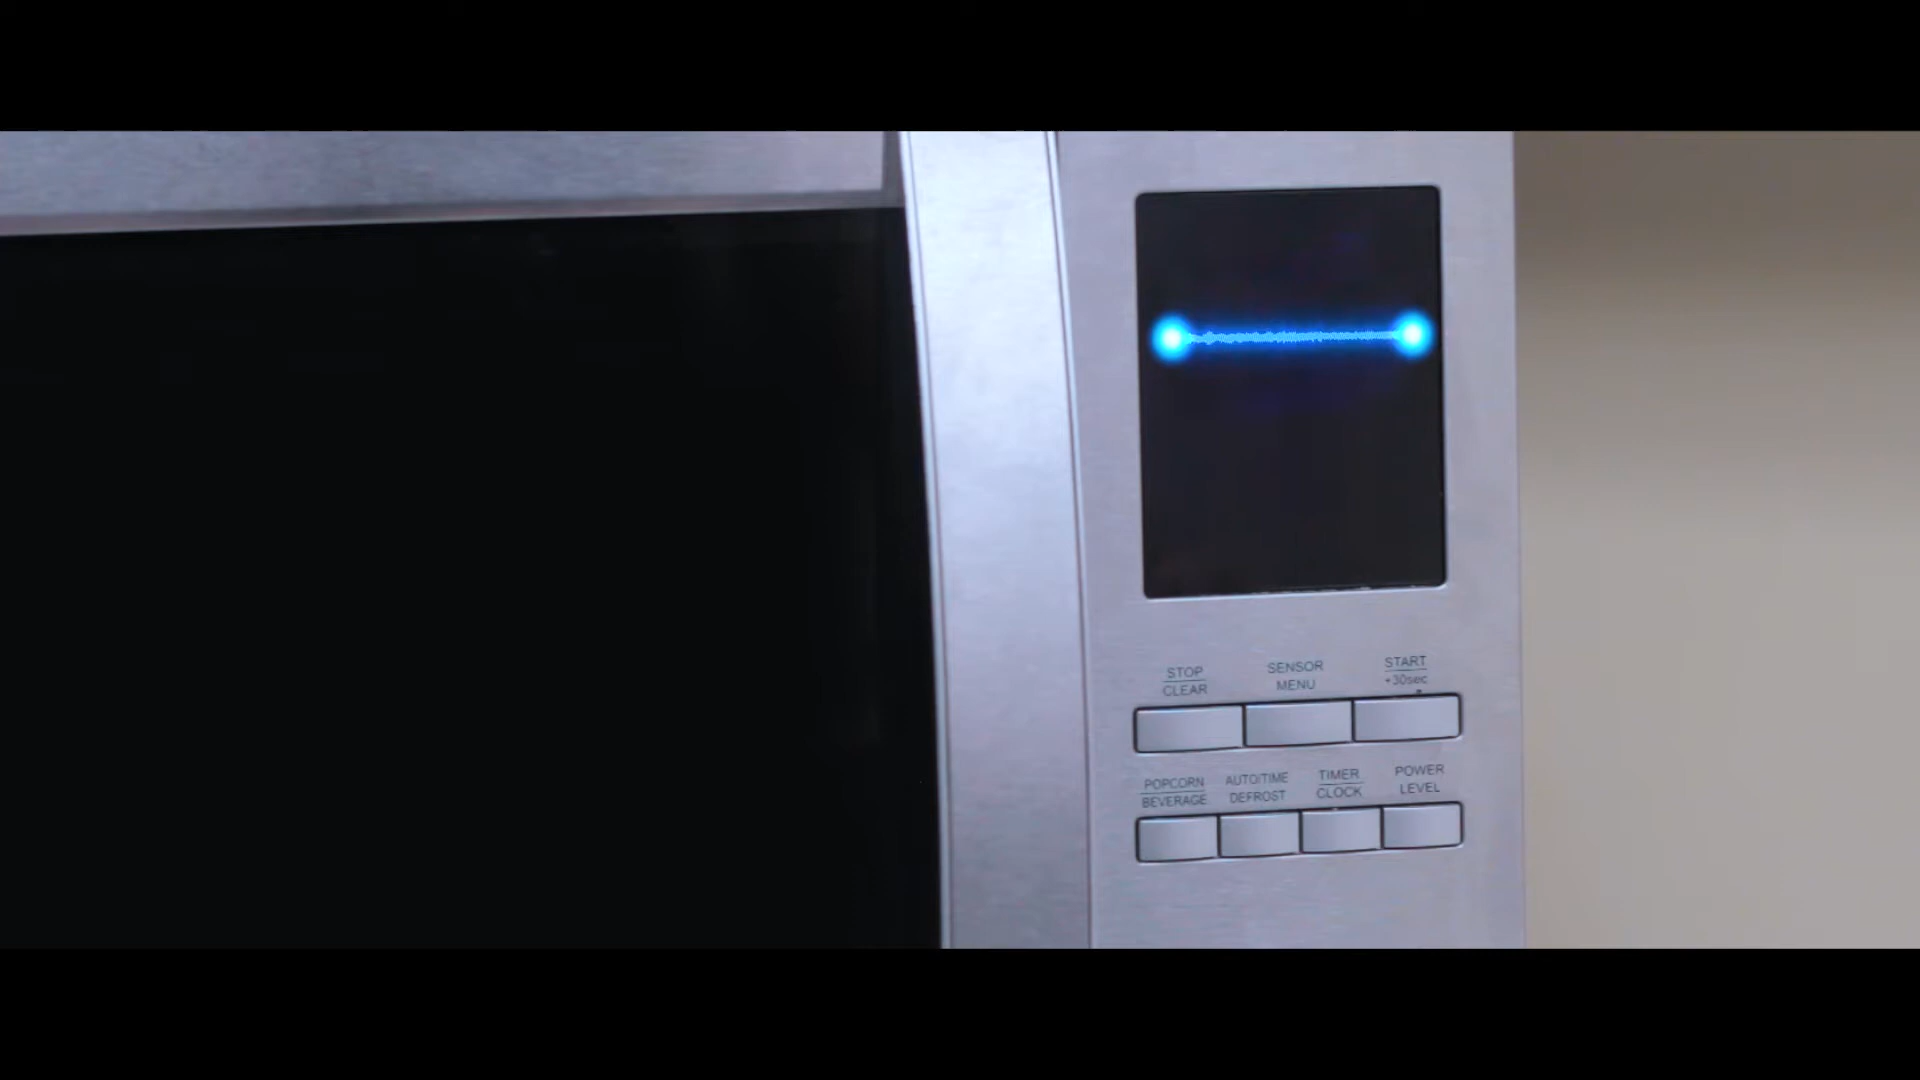 STOP
CLEAR
SENSOR
MENU
START
+30sec
POPCORN
BEVERAGE
AUTO/TIME
DEFROST
TIMER
CLOCK
POWER
LEVEL